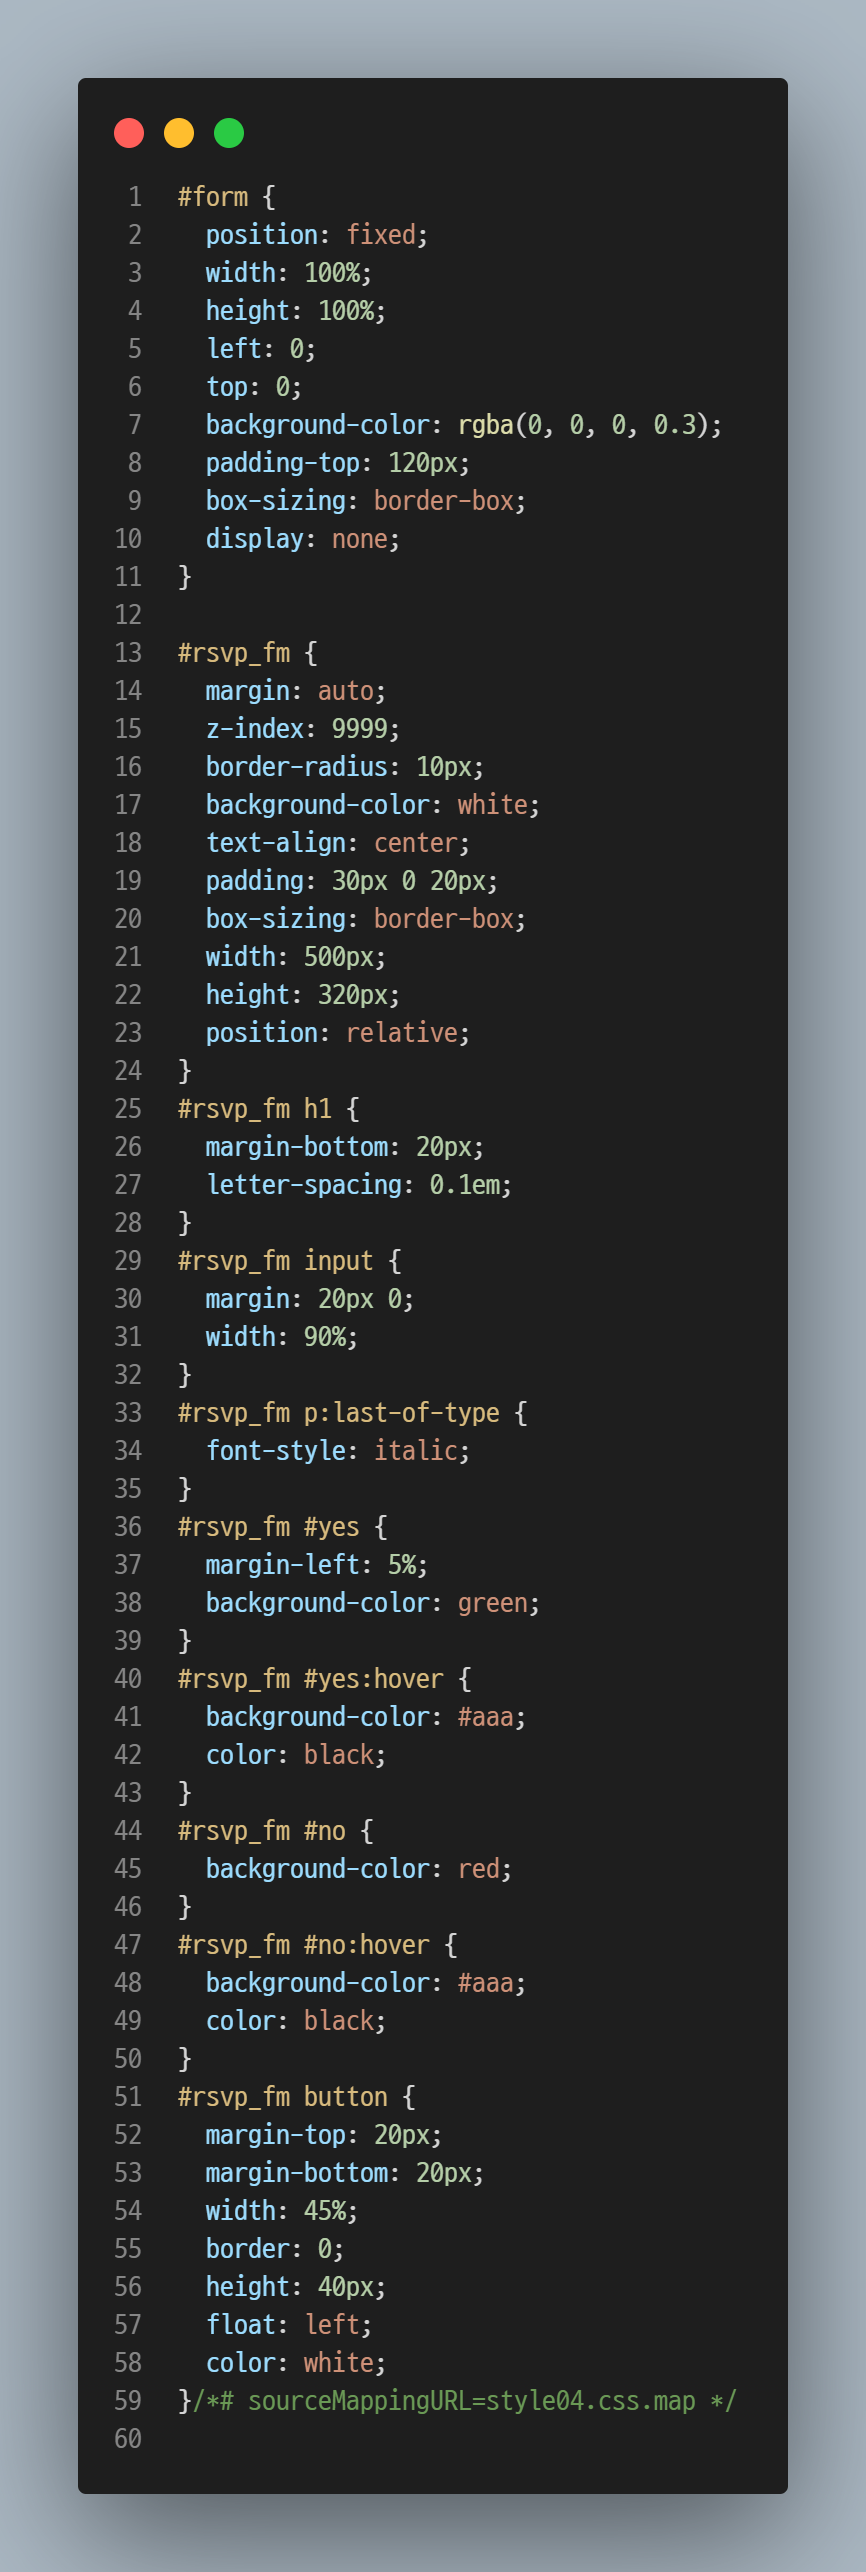 1 #form {
2   position: fixed;
3   width: 100%;
4   height: 100%;
5   left: 0;
6   top: 0;
7   background-color: rgba(0, 0, 0, 0.3);
8   padding-top: 120px;
9   box-sizing: border-box;
10   display: none;
11 }
12
13 #rsvp_fm {
14   margin: auto;
15   z-index: 9999;
16   border-radius: 10px;
17   background-color: white;
18   text-align: center;
19   padding: 30px 0 20px;
20   box-sizing: border-box;
21   width: 500px;
22   height: 320px;
23   position: relative;
24 }
25 #rsvp_fm h1 {
26   margin-bottom: 20px;
27   letter-spacing: 0.1em;
28 }
29 #rsvp_fm input {
30   margin: 20px 0;
31   width: 90%;
32 }
33 #rsvp_fm p:last-of-type {
34   font-style: italic;
35 }
36 #rsvp_fm #yes {
37   margin-left: 5%;
38   background-color: green;
39 }
40 #rsvp_fm #yes:hover {
41   background-color: #aaa;
42   color: black;
43 }
44 #rsvp_fm #no {
45   background-color: red;
46 }
47 #rsvp_fm #no:hover {
48   background-color: #aaa;
49   color: black;
50 }
51 #rsvp_fm button {
52   margin-top: 20px;
53   margin-bottom: 20px;
54   width: 45%;
55   border: 0;
56   height: 40px;
57   float: left;
58   color: white;
59 }/*# sourceMappingURL=style04.css.map */
60